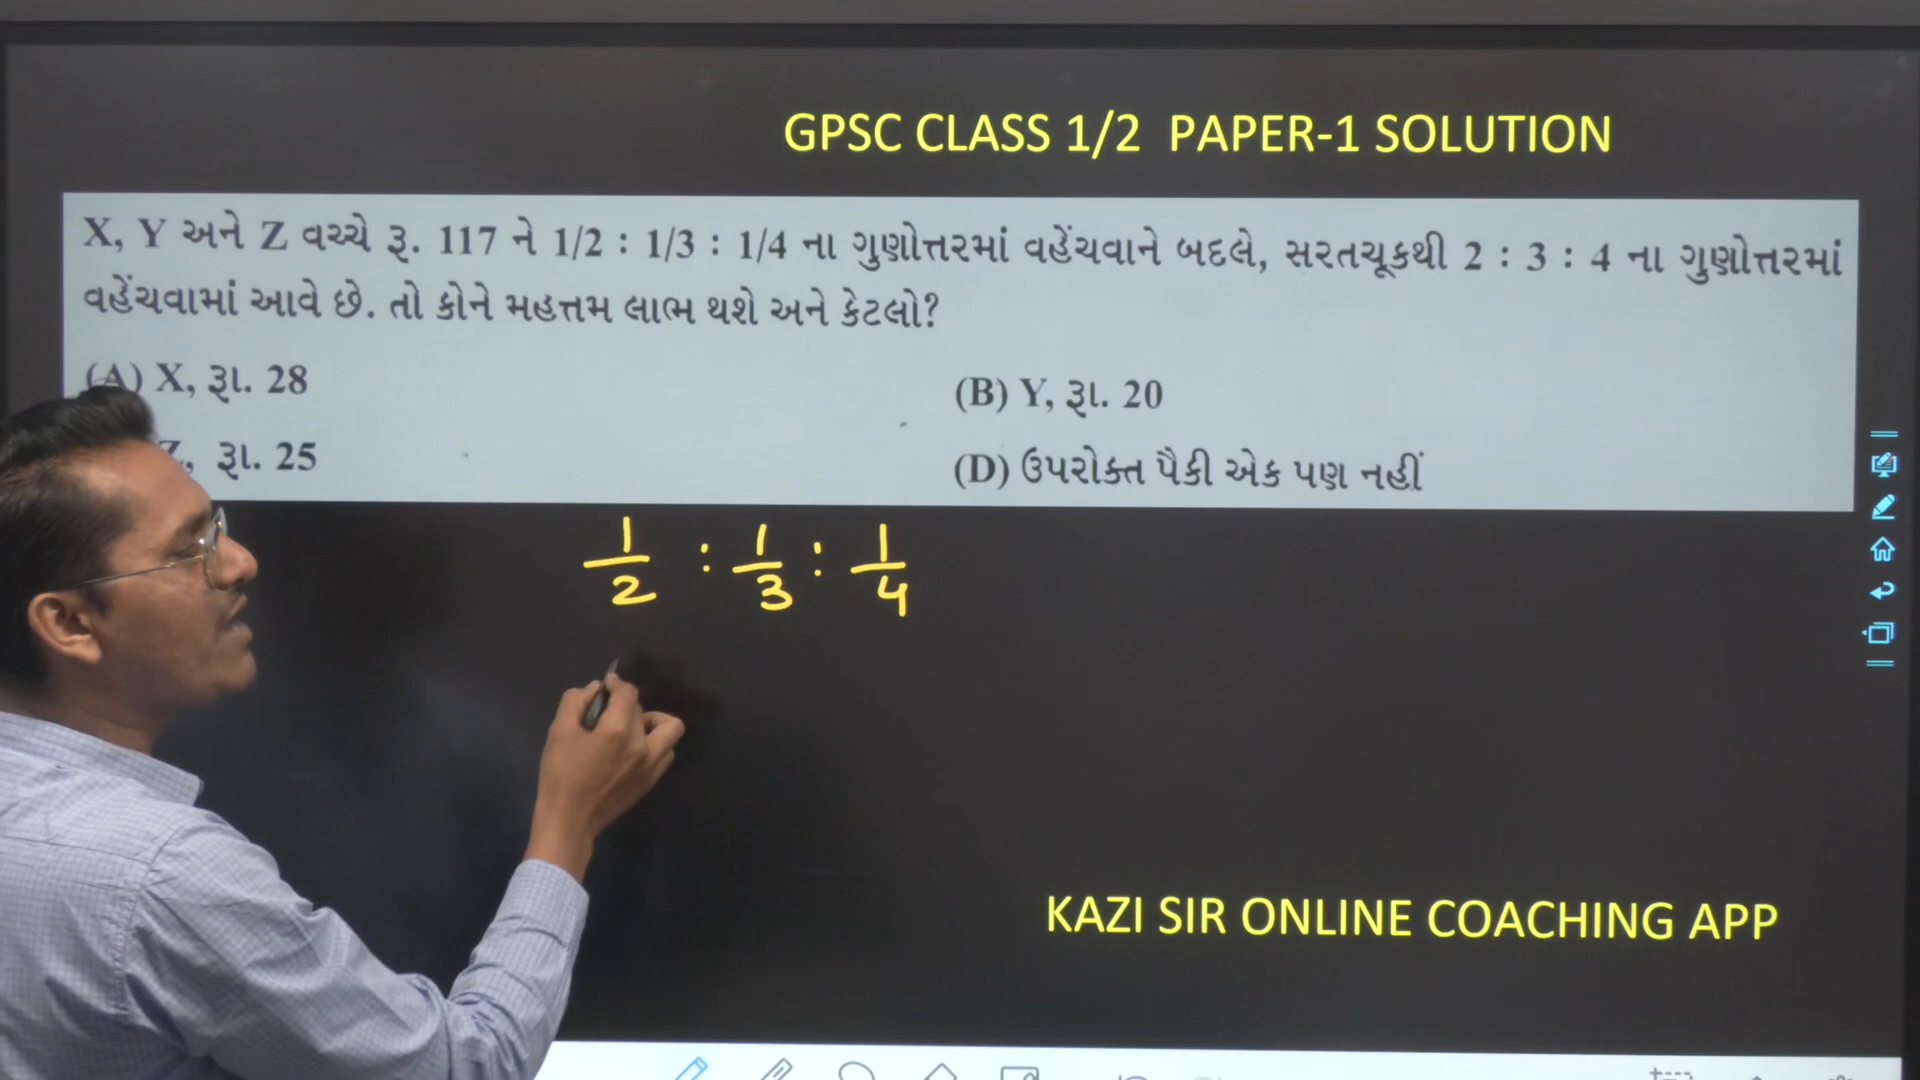 GPSC CLASS 1/2 PAPER-1 SOLUTION
X, Y અને Z વચ્ચે રૂ. 117 ને 1/2 : 1/3 : 1/4 ના ગુણોત્તરમાં વહેંચવાને બદલે, સરતચૂકથી 2 : 3 : 4 ના ગુણોત્તરમાં
વહેંચવામાં આવે છે. તો કોને મહત્તમ લાભ થશે અને કેટલો?
(A) X, રૂા. 28
(B) Y, રૂા. 20
Z, રૂા. 25
(D) ઉપરોક્ત પૈકી એક પણ નહીં
1/2 : 1/3 : 1/4
KAZI SIR ONLINE COACHING APP